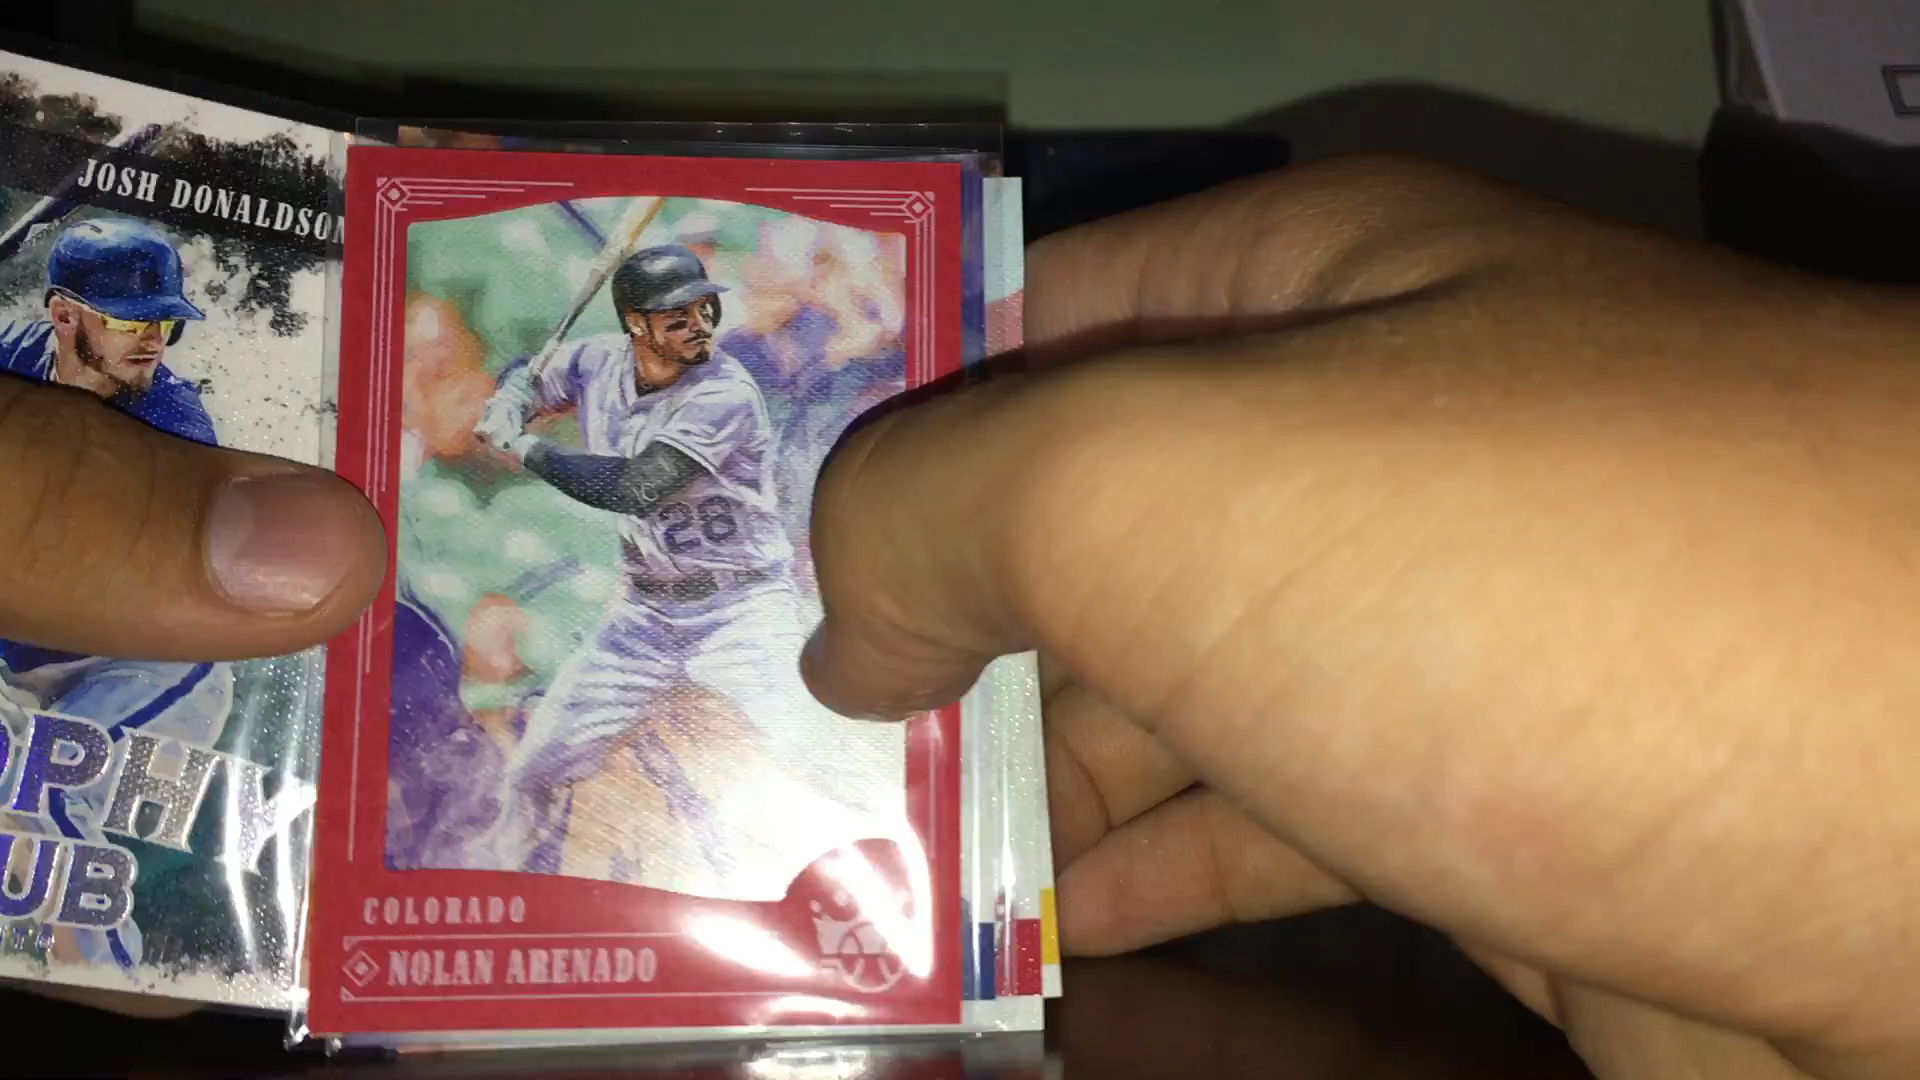 JOSH DONALDSON
OPHY
UB
28
COLORADO
NOLAN ARENADO